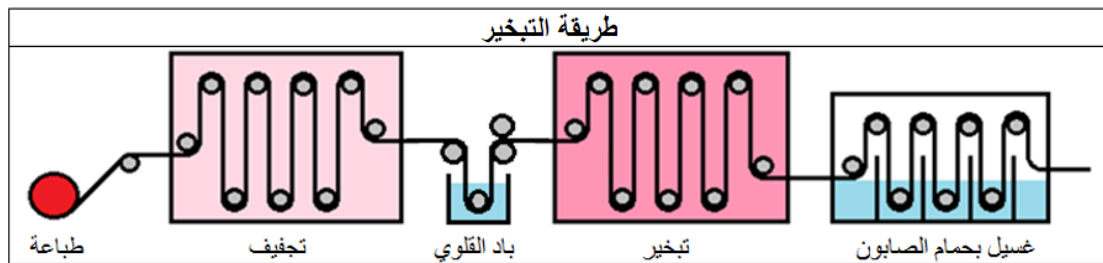 طريقة التبخير
طباعة
تجفيف
باد القلوي
تبخير
غسيل بحمام الصابون